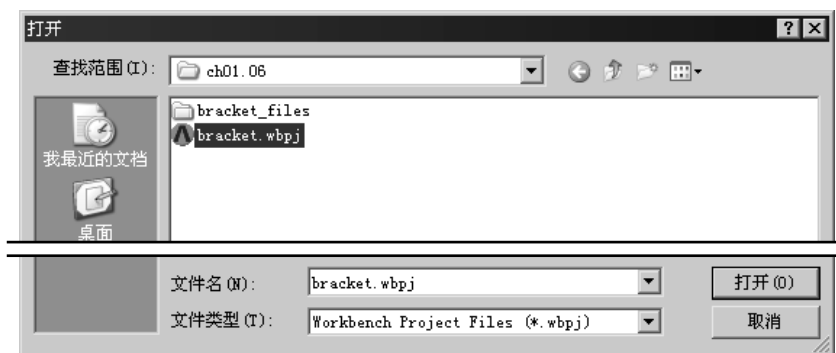 打开
查找范围(I): ch01.06
bracket_files
bracket.wbpj
我最近的文档
桌面
文件名(N): bracket.wbpj 打开(O)
文件类型(T): Workbench Project Files (*.wbpj) 取消